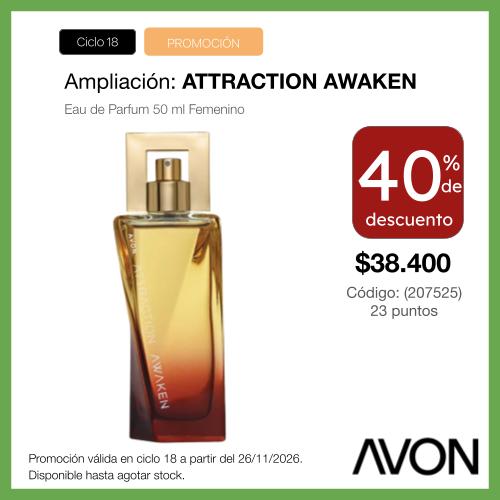 Ciclo 18
PROMOCIÓN
Ampliación: ATTRACTION AWAKEN
Eau de Parfum 50 ml Femenino
40% de
descuento
$38.400
Código: (207525)
23 puntos
AVON
ATTRACTION AWAKEN
Promoción válida en ciclo 18 a partir del 26/11/2026.
Disponible hasta agotar stock.
AVON